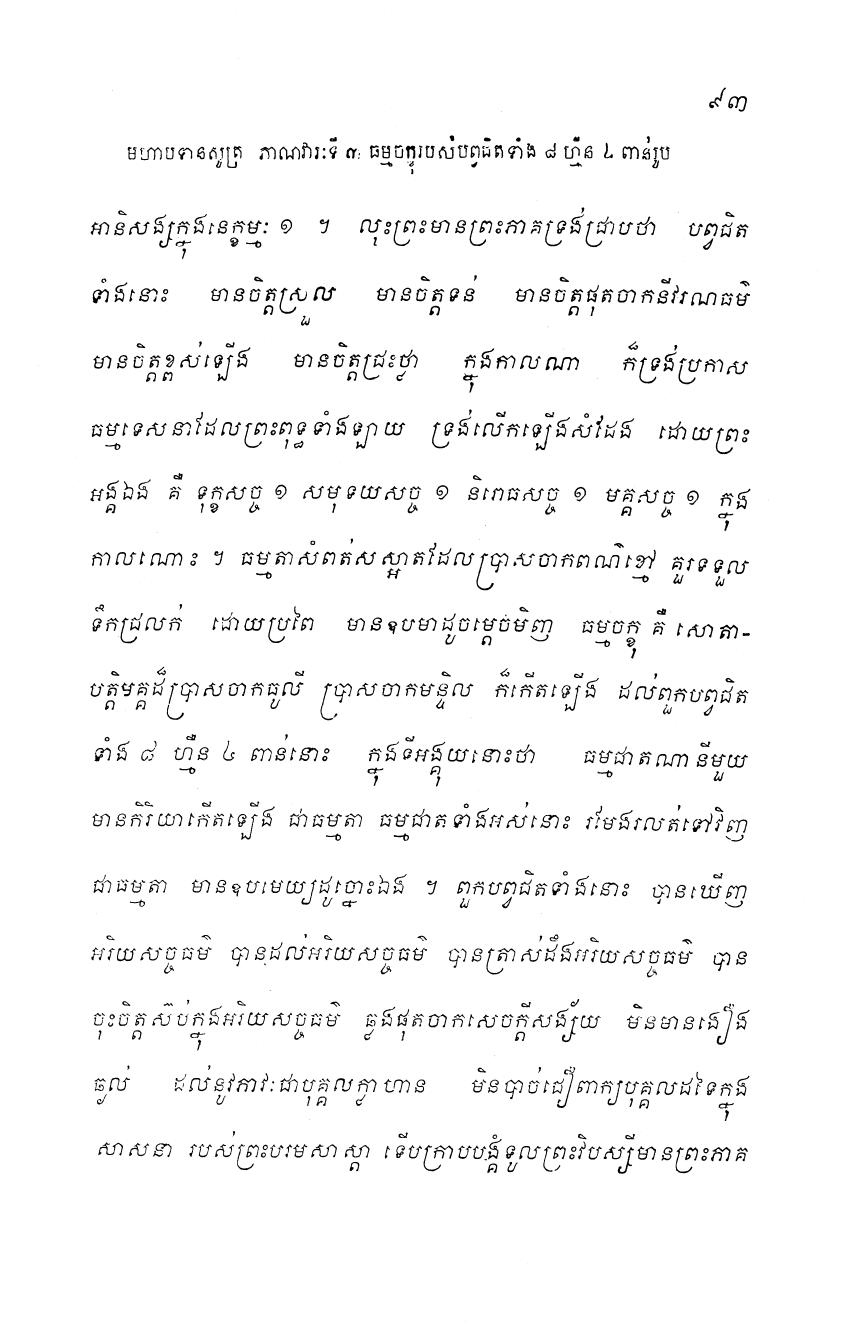 ៩៣
មហាបទានសូត្រ ភាណវារៈទី ៣: ធម្មចក្ខុរបស់បព្វជិតទាំង ៨ ហ្មឺន ៤ ពាន់រូប
អានិសង្សក្នុងនេក្ខម្មៈ ១ ។ លុះព្រះមានព្រះភាគទ្រង់ជ្រាបថា បព្វជិត
ទាំងនោះ មានចិត្តស្រួល មានចិត្តទន់ មានចិត្តផុតចាកនីវរណធម៌
មានចិត្តខ្ពស់ឡើង មានចិត្តជ្រះថ្លា ក្នុងកាលណា ក៏ទ្រង់ប្រកាស
ធម្មទេសនាដែលព្រះពុទ្ធទាំងឡាយ ទ្រង់លើកឡើងសំដែង ដោយព្រះ
អង្គឯង គឺ ទុក្ខសច្ច ១ សមុទយសច្ច ១ និរោធសច្ច ១ មគ្គសច្ច ១ ក្នុង
កាលណោះ ។ ធម្មតាសំពត់សស្អាតដែលប្រាសចាកពណ៌ខ្មៅ គួរទទួល
ទឹកជ្រលក់ ដោយប្រពៃ មានឧបមាដូចម្តេចមិញ ធម្មចក្ខុ គឺ សោតា-
បត្តិមគ្គដ៏ប្រាសចាកធូលី ប្រាសចាកមន្ទិល ក៏កើតឡើង ដល់ពួកបព្វជិត
ទាំង ៨ ហ្មឺន ៤ ពាន់នោះ ក្នុងទីអង្គុយនោះថា ធម្មជាតណានីមួយ
មានកិរិយាកើតឡើង ជាធម្មតា ធម្មជាតទាំងអស់នោះ រមែងរលត់ទៅវិញ
ជាធម្មតា មានឧបមេយ្យដូច្នោះឯង ។ ពួកបព្វជិតទាំងនោះ បានឃើញ
អរិយសច្ចធម៌ បានដល់អរិយសច្ចធម៌ បានត្រាស់ដឹងអរិយសច្ចធម៌ បាន
ចុះចិត្តស៊ប់ក្នុងអរិយសច្ចធម៌ ឆ្លងផុតចាកសេចក្តីសង្ស័យ មិនមានងឿង
ឆ្ងល់ ដល់នូវភាវៈជាបុគ្គលក្លាហាន មិនបាច់ជឿពាក្យបុគ្គលដទៃក្នុង
សាសនា របស់ព្រះបរមសាស្តា ទើបក្រាបបង្គំទូលព្រះវិបស្សីមានព្រះភាគ